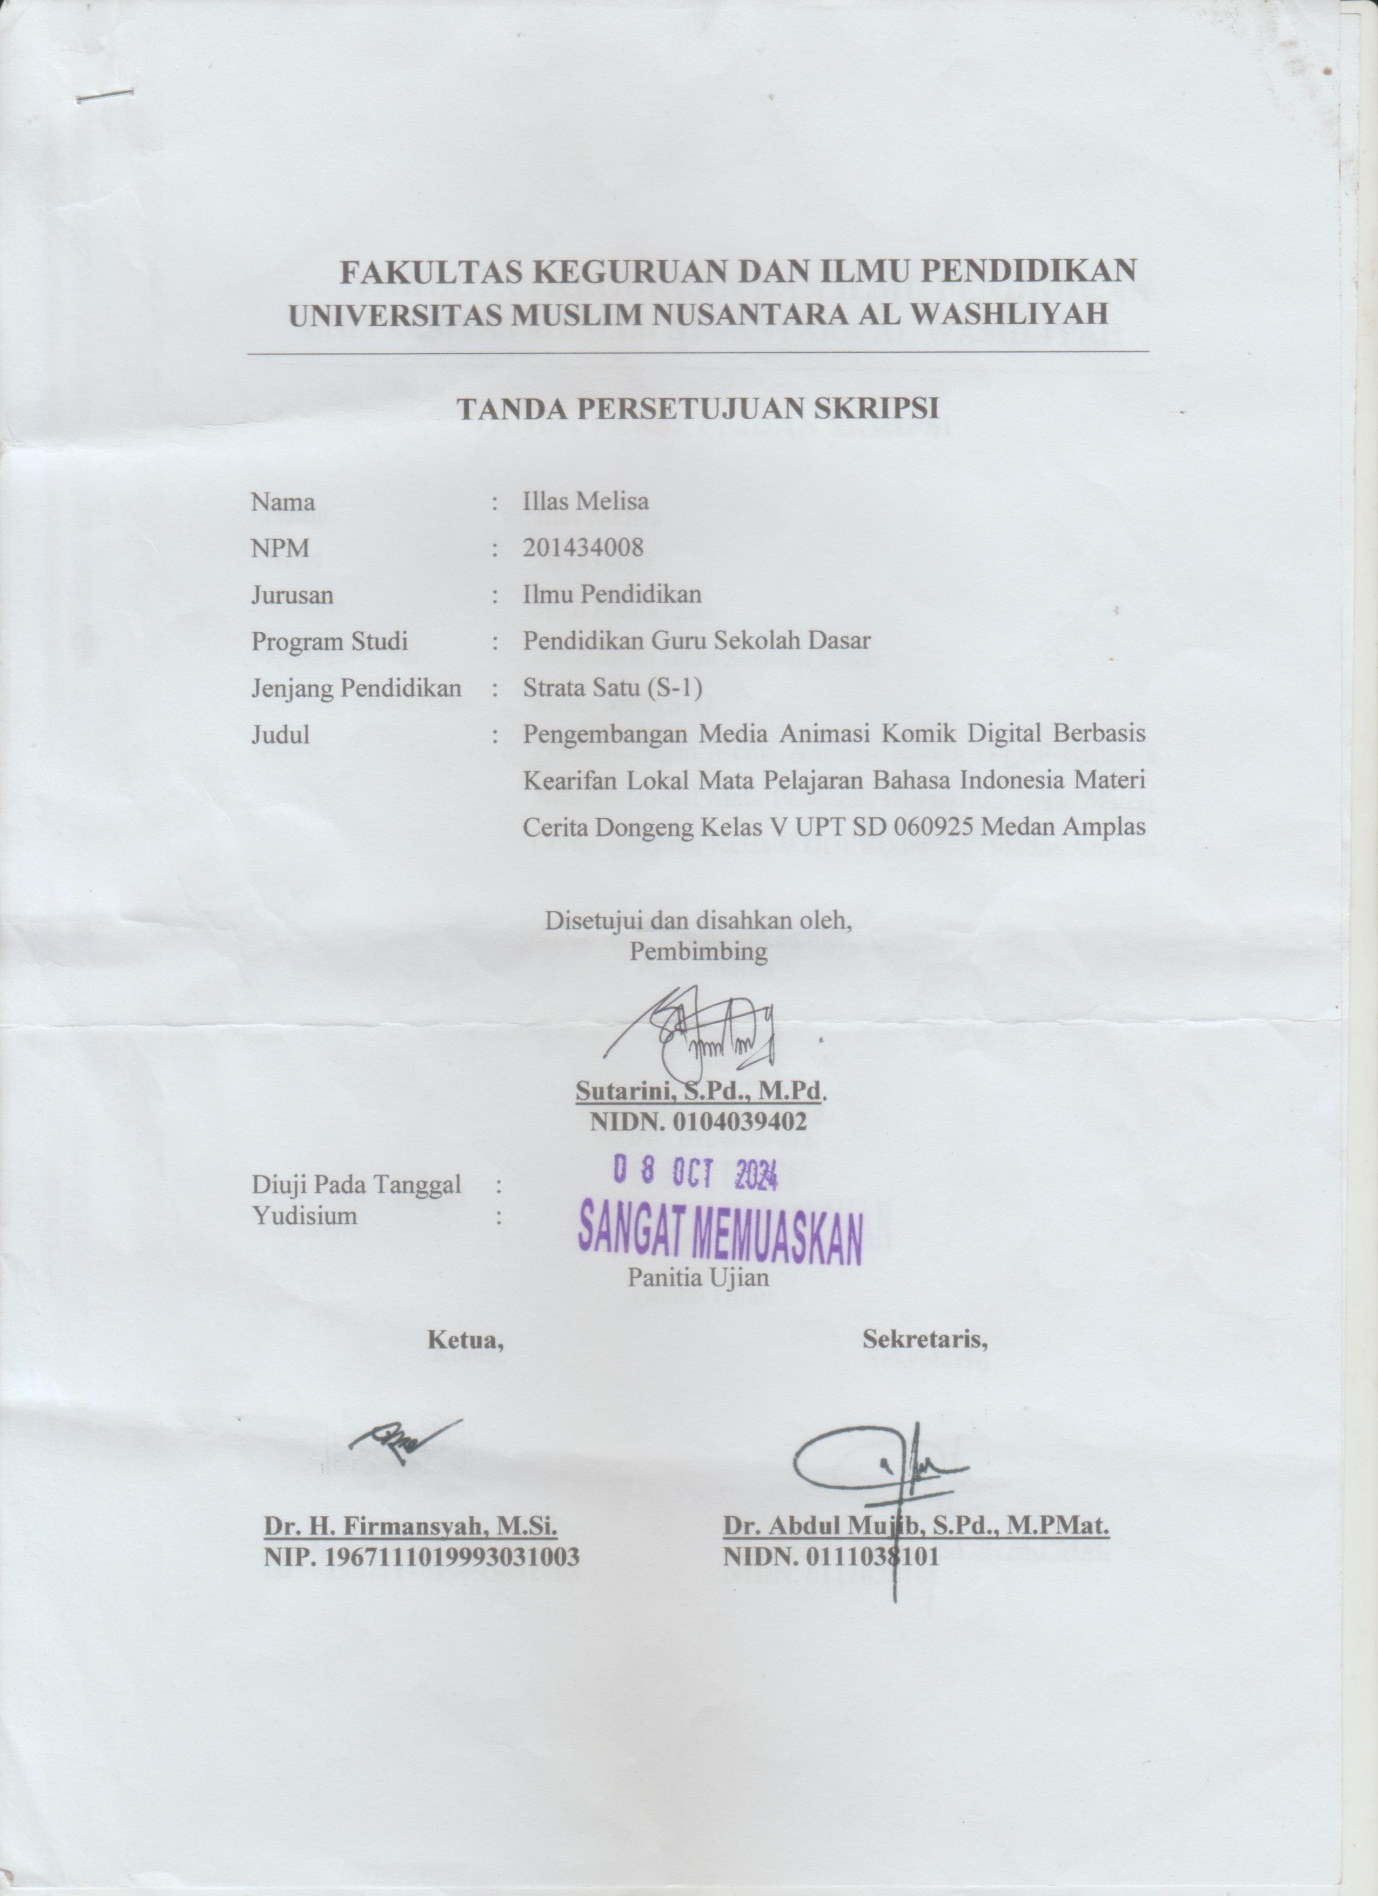 FAKULTAS KEGURUAN DAN ILMU PENDIDIKAN
UNIVERSITAS MUSLIM NUSANTARA AL WASHLIYAH
TANDA PERSETUJUAN SKRIPSI
Nama : Illas Melisa
NPM : 201434008
Jurusan : Ilmu Pendidikan
Program Studi : Pendidikan Guru Sekolah Dasar
Jenjang Pendidikan : Strata Satu (S-1)
Judul : Pengembangan Media Animasi Komik Digital Berbasis
Kearifan Lokal Mata Pelajaran Bahasa Indonesia Materi
Cerita Dongeng Kelas V UPT SD 060925 Medan Amplas
Disetujui dan disahkan oleh,
Pembimbing
Sutarini, S.Pd., M.Pd.
NIDN. 0104039402
Diuji Pada Tanggal : 08 OCT 2024
Yudisium : SANGAT MEMUASKAN
Panitia Ujian
Ketua, Sekretaris,
Dr. H. Firmansyah, M.Si. Dr. Abdul Mujib, S.Pd., M.PMat.
NIP. 1967111019993031003 NIDN. 0111038101